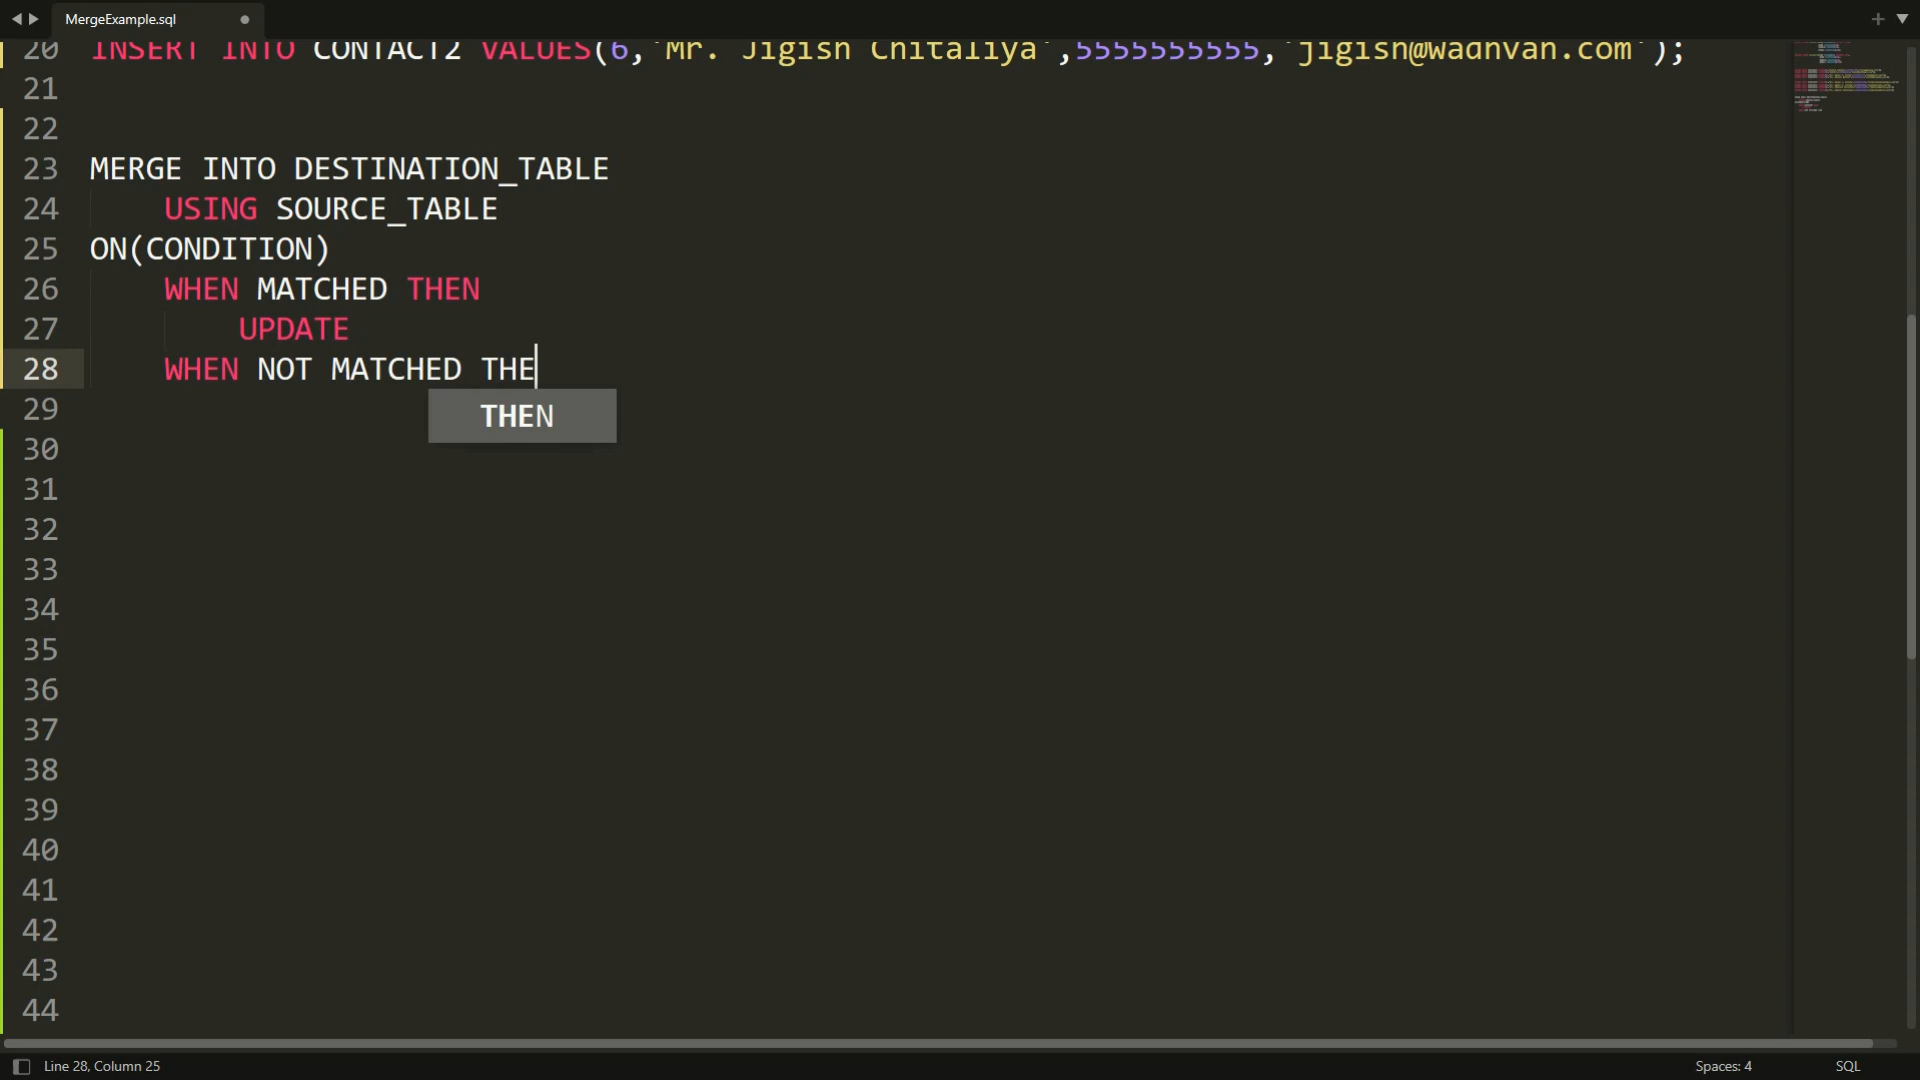 MergeExample.sql
20 INSERT INTO CONTACT2 VALUES(6,'Mr. Jigish Chitaliya',5555555555,'jigish@wadhvan.com');
21
22
23 MERGE INTO DESTINATION_TABLE
24 USING SOURCE_TABLE
25 ON(CONDITION)
26 WHEN MATCHED THEN
27 UPDATE
28 WHEN NOT MATCHED THE
29 THEN
30
31
32
33
34
35
36
37
38
39
40
41
42
43
44
Line 28, Column 25 Spaces: 4 SQL